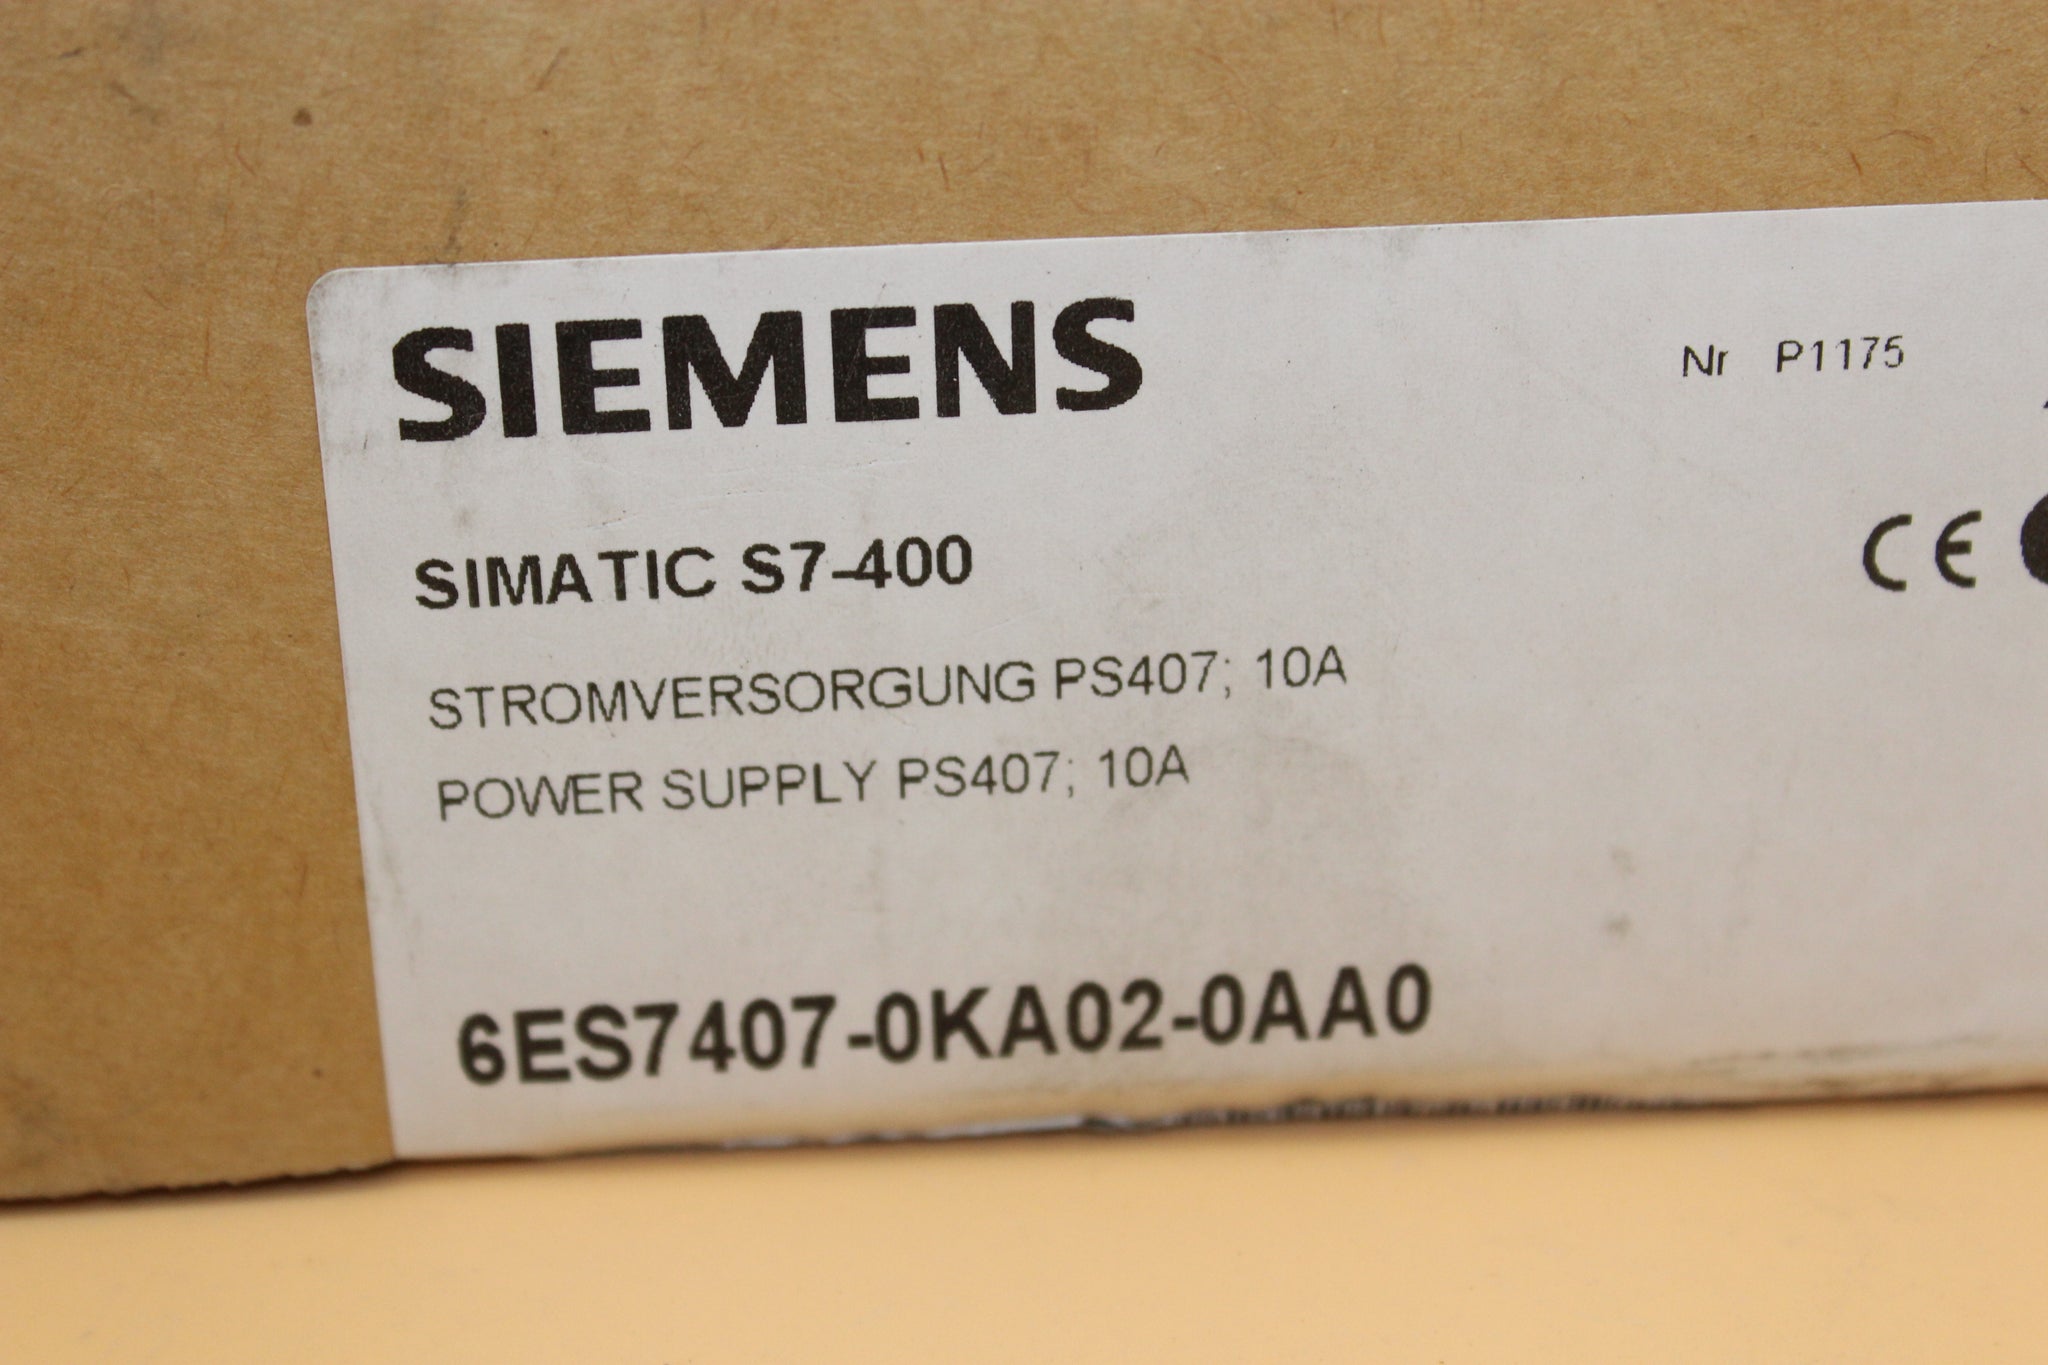 SIEMENS
Nr P1175
CE
SIMATIC S7-400
STROMVERSORGUNG PS407; 10A
POWER SUPPLY PS407; 10A
6ES7407-0KA02-0AA0